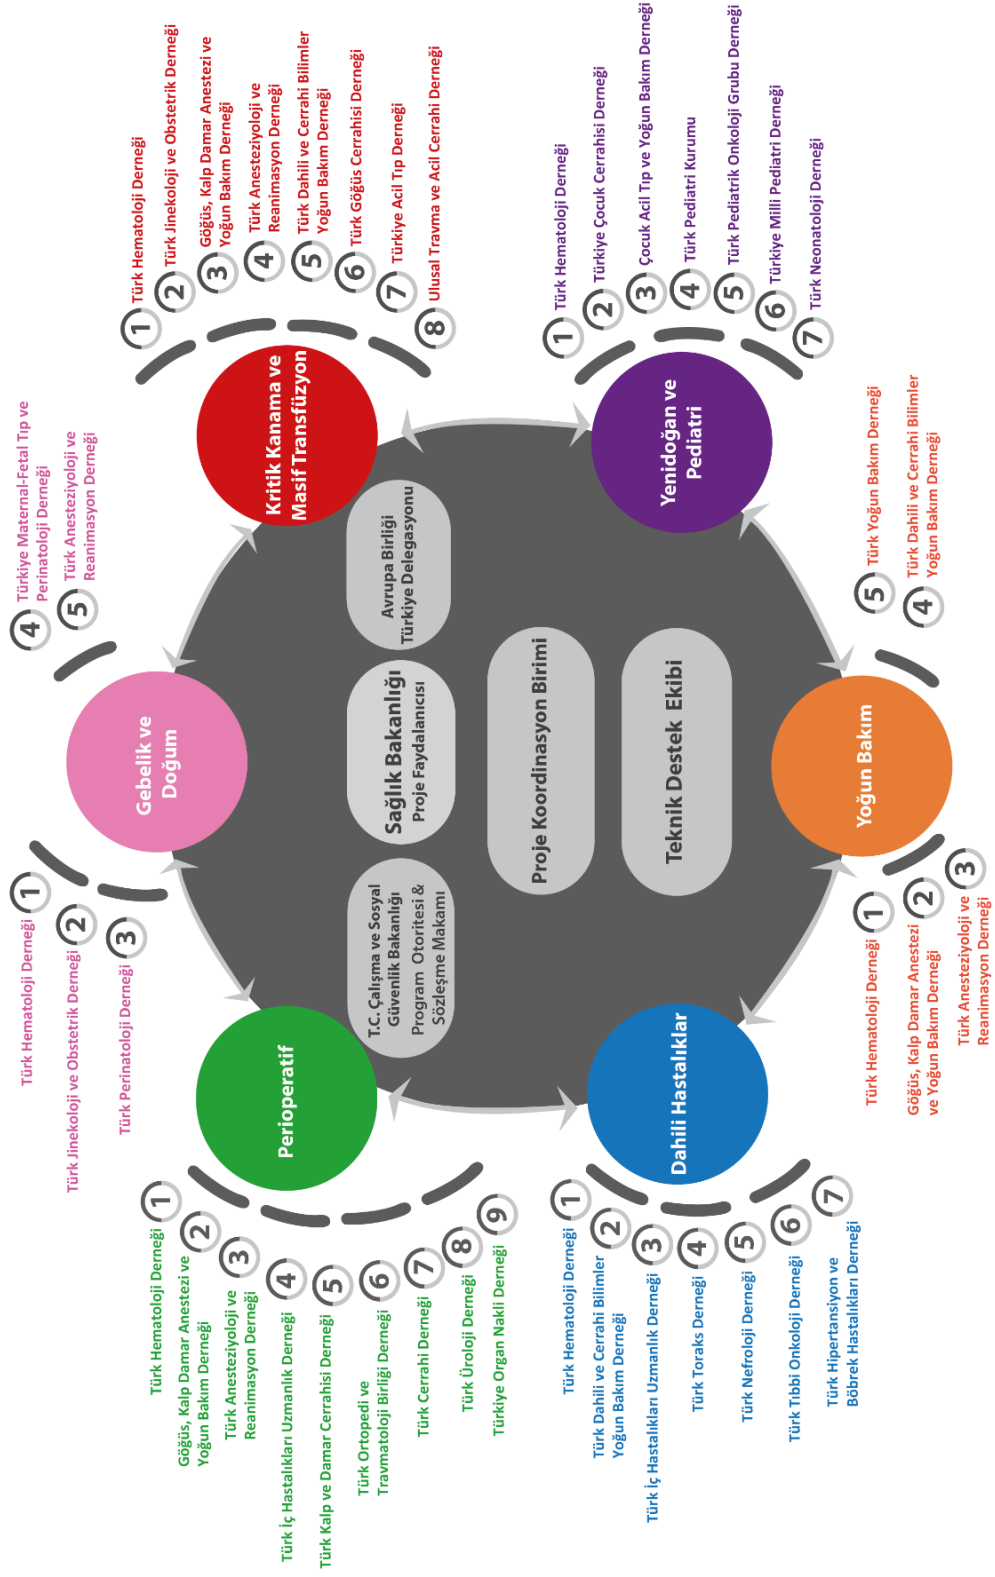 4
Türkiye Maternal-Fetal Tıp ve
Perinatoloji Derneği
5
Türk Anesteziyoloji ve
Reanimasyon Derneği
Gebelik ve
Doğum
1
Türk Hematoloji Derneği
2
Türk Jinekoloji ve Obstetrik Derneği
3
Türk Perinatoloji Derneği
Kritik Kanama ve
Masif Transfüzyon
1
Türk Hematoloji Derneği
2
Türk Jinekoloji ve Obstetrik Derneği
3
Göğüs, Kalp Damar Anestezi ve
Yoğun Bakım Derneği
4
Türk Anesteziyoloji ve
Reanimasyon Derneği
5
Türk Dahili ve Cerrahi Bilimler
Yoğun Bakım Derneği
6
Türk Göğüs Cerrahisi Derneği
7
Türkiye Acil Tıp Derneği
8
Ulusal Travma ve Acil Cerrahi Derneği
Perioperatif
1
Türk Hematoloji Derneği
2
Göğüs, Kalp Damar Anestezi ve
Yoğun Bakım Derneği
3
Türk Anesteziyoloji ve
Reanimasyon Derneği
4
Türk İç Hastalıkları Uzmanlık Derneği
5
Türk Kalp ve Damar Cerrahisi Derneği
6
Türk Ortopedi ve
Travmatoloji Birliği Derneği
7
Türk Cerrahi Derneği
8
Türk Üroloji Derneği
9
Türkiye Organ Nakli Derneği
T.C. Çalışma ve Sosyal
Güvenlik Bakanlığı
Program Otoritesi &
Sözleşme Makamı
Sağlık Bakanlığı
Proje Faydalanıcısı
Avrupa Birliği
Türkiye Delegasyonu
Proje Koordinasyon Birimi
Teknik Destek Ekibi
Dahili Hastalıklar
1
Türk Hematoloji Derneği
2
Türk Dahili ve Cerrahi Bilimler
Yoğun Bakım Derneği
3
Türk İç Hastalıkları Uzmanlık Derneği
4
Türk Toraks Derneği
5
Türk Nefroloji Derneği
6
Türk Tıbbi Onkoloji Derneği
7
Türk Hipertansiyon ve
Böbrek Hastalıkları Derneği
Yenidoğan ve
Pediatri
1
Türk Hematoloji Derneği
2
Türkiye Çocuk Cerrahisi Derneği
3
Çocuk Acil Tıp ve Yoğun Bakım Derneği
4
Türk Pediatri Kurumu
5
Türk Pediatrik Onkoloji Grubu Derneği
6
Türkiye Milli Pediatri Derneği
7
Türk Neonatoloji Derneği
Yoğun Bakım
1
Türk Hematoloji Derneği
2
Göğüs, Kalp Damar Anestezi
ve Yoğun Bakım Derneği
3
Türk Anesteziyoloji ve
Reanimasyon Derneği
5
Türk Yoğun Bakım Derneği
4
Türk Dahili ve Cerrahi Bilimler
Yoğun Bakım Derneği